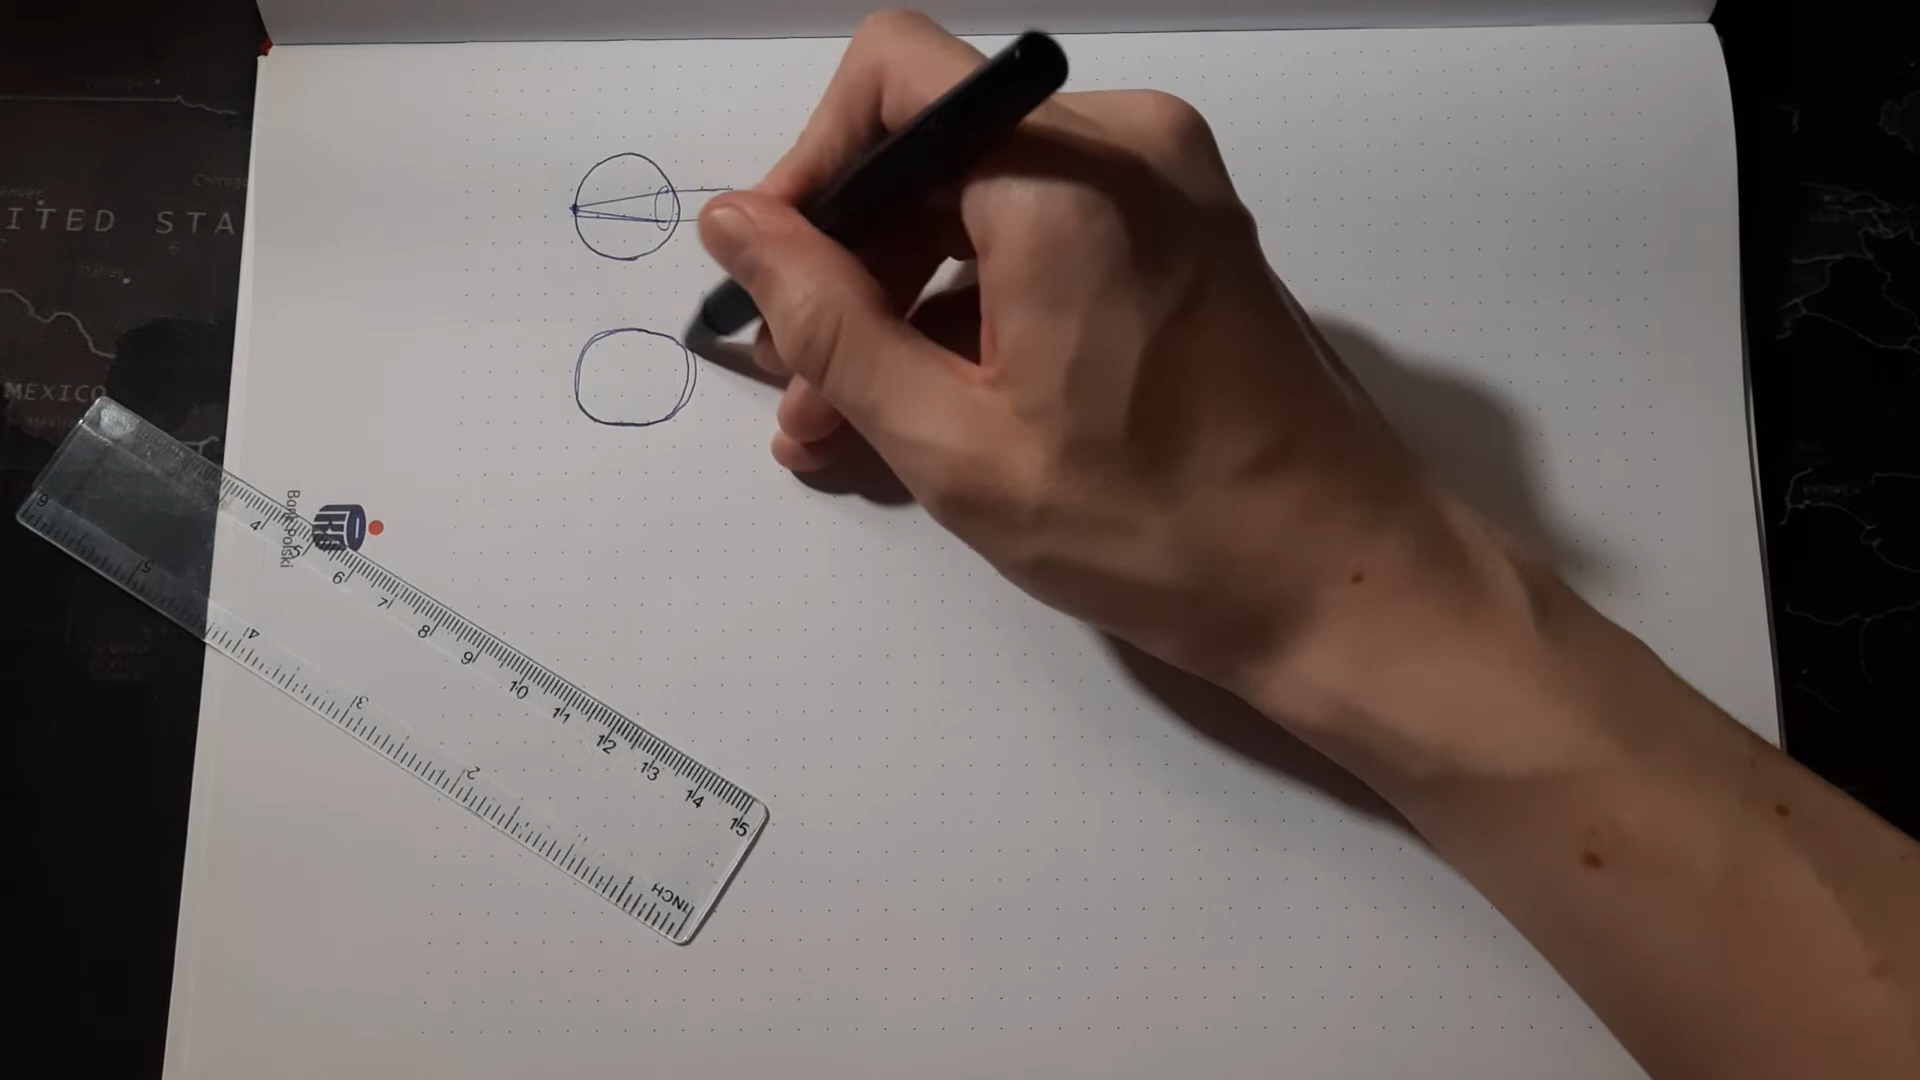 Chicago
ITED STA
MEXICO
Bank Polski
4 5 6 7 8 9 10 11 12 13 14 15
6 5 4 3 2
INCH